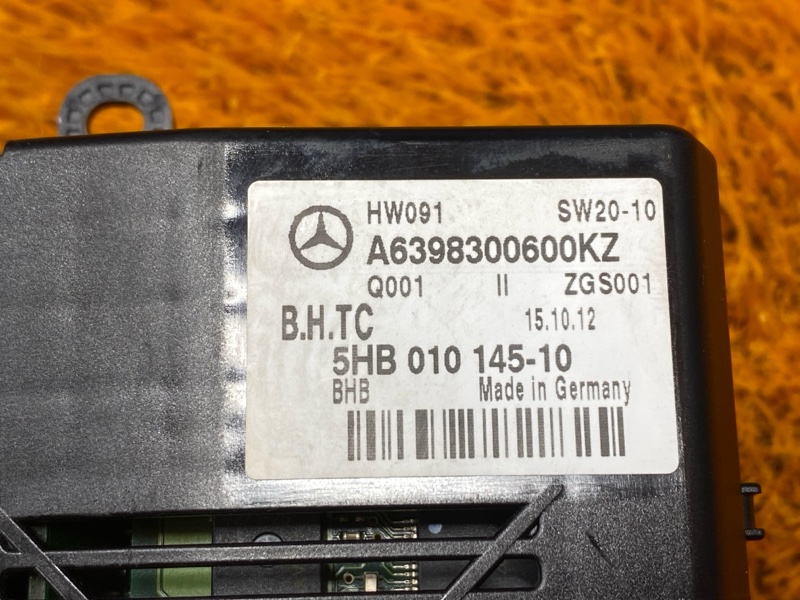 HW091 SW20-10
A6398300600KZ
Q001 II ZGS001
B.H.TC 15.10.12
5HB 010 145-10
BHB Made in Germany